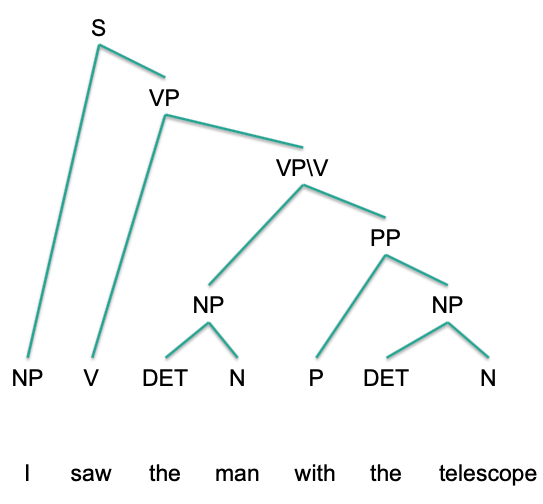 S
VP
VP\V
PP
NP NP
NP V DET N P DET N
I saw the man with the telescope